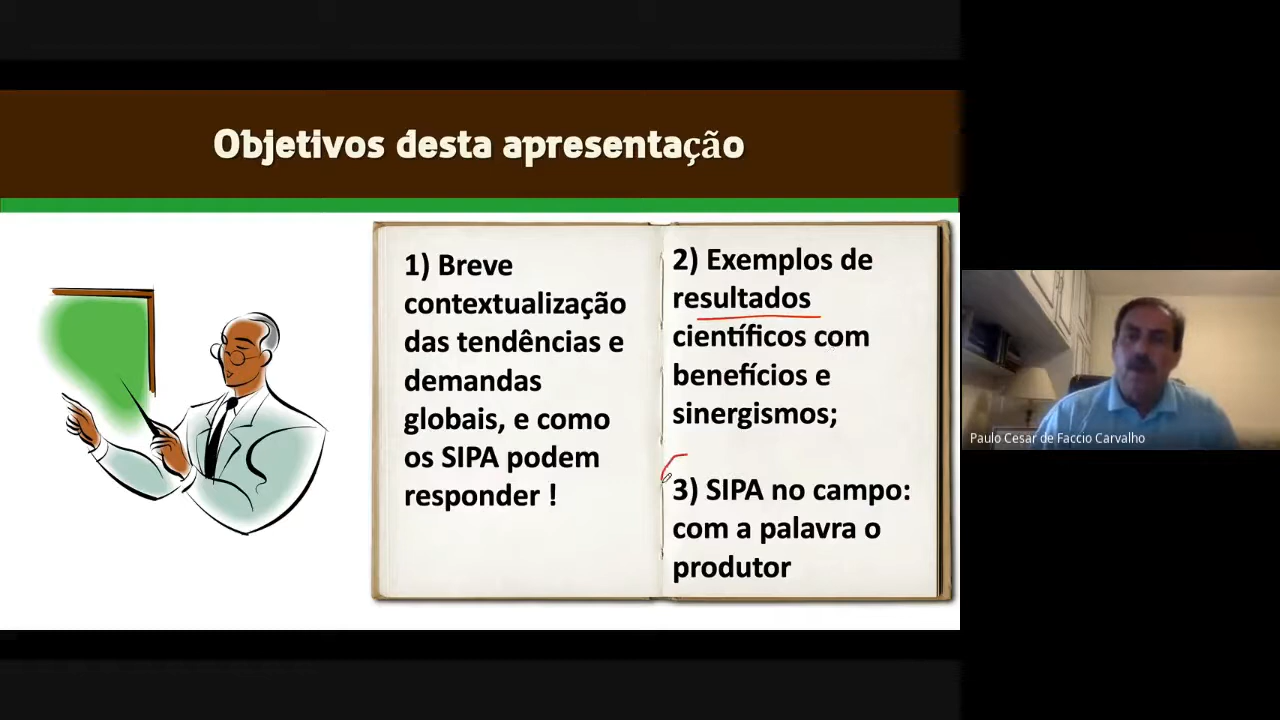 Objetivos desta apresentação
1) Breve
contextualização
das tendências e
demandas
globais, e como
os SIPA podem
responder !
2) Exemplos de
resultados
científicos com
benefícios e
sinergismos;
3) SIPA no campo:
com a palavra o
produtor
Paulo Cesar de Faccio Carvalho